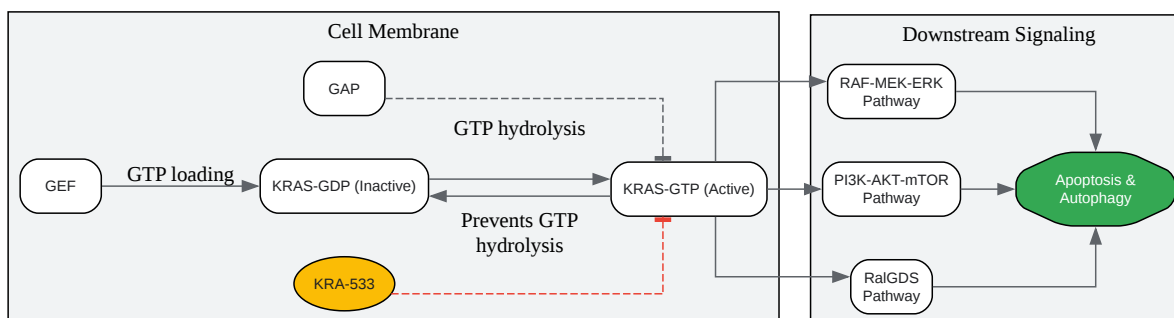 Cell Membrane
Downstream Signaling
GAP
RAF-MEK-ERK
Pathway
GTP hydrolysis
GEF
GTP loading
KRAS-GDP (Inactive)
KRAS-GTP (Active)
PI3K-AKT-mTOR
Pathway
Apoptosis &
Autophagy
Prevents GTP
hydrolysis
KRA-533
RalGDS
Pathway